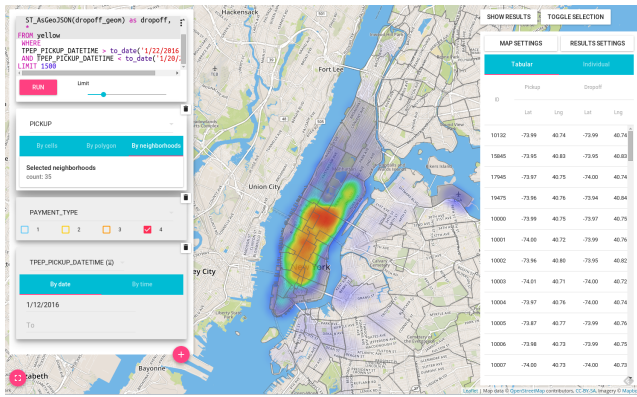 ST_AsGeoJSON(dropoff_geom) as dropoff,
*
FROM yellow
WHERE
TPEP_PICKUP_DATETIME > to_date('1/22/2016
AND TPEP_PICKUP_DATETIME < to_date('1/20/
LIMIT 1500
RUN
Limit
PICKUP
By cells
By polygon
By neighborhoods
Selected neighborhoods
count: 35
PAYMENT_TYPE
1 2 3 4
TPEP_PICKUP_DATETIME
By date
By time
1/12/2016
To
Hackensack
Fort Lee
Union City
ey City
ork
Bayonne
zabeth
SHOW RESULTS
TOGGLE SELECTION
MAP SETTINGS
RESULTS SETTINGS
Tabular
Individual
Pickup Dropoff
ID
Lat Lng Lat Lng
10132 -73.99 40.74 -73.99 40.74
15845 -73.95 40.83 -73.95 40.83
17945 -73.97 40.75 -74.00 40.74
19475 -73.96 40.76 -73.94 40.84
10000 -73.99 40.75 -73.97 40.75
10001 -74.00 40.72 -73.99 40.76
10002 -73.96 40.80 -73.95 40.82
10003 -74.01 40.71 -74.00 40.72
10004 -73.97 40.76 -74.00 40.74
10005 -73.87 40.77 -73.97 40.76
10006 -73.98 40.73 -73.99 40.75
10007 -74.00 40.73 -74.00 40.73
Leaflet | Map data © OpenStreetMap contributors, CC-BY-SA, Imagery © Mapb